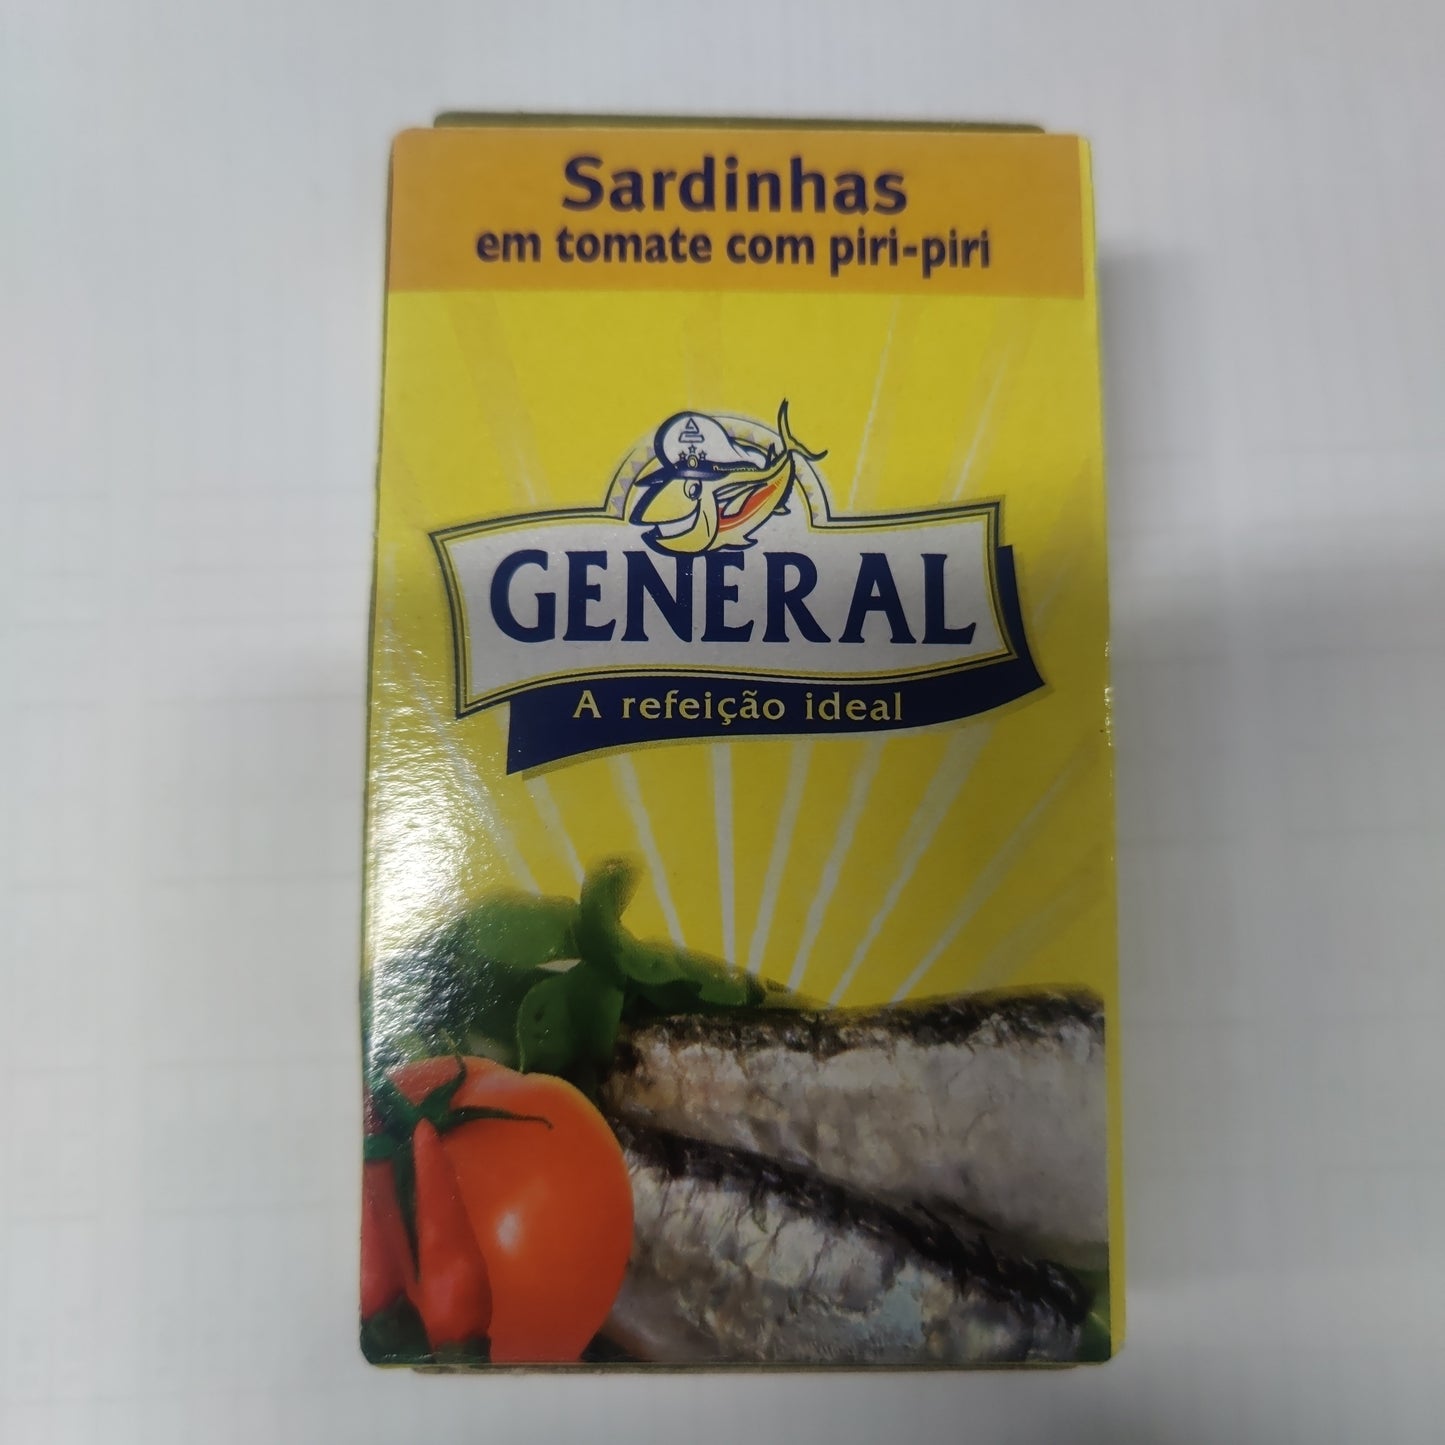 Sardinhas
em tomate com piri-piri
GENERAL
A refeição ideal